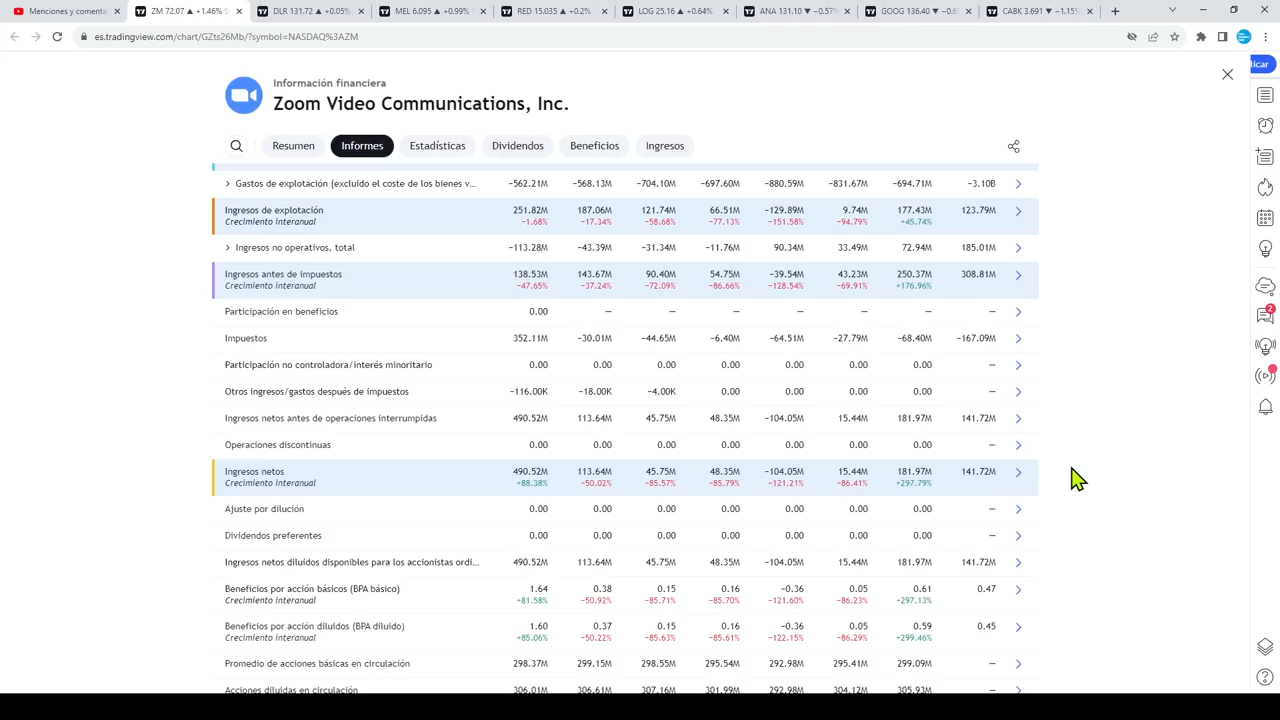 Menciones y comenta
ZM 72.07 ▲ +1.46% S
DLR 131.72 ▲ +0.05%
MEL 6.095 ▲ +0.99%
RED 15.035 ▲ +0.2%
LOG 25.16 ▲ +0.64%
ANA 131.10 ▼ −0.57%
GOOG 136.40 ▼ −0.6
CABK 3.691 ▼ −1.15%
es.tradingview.com/chart/GZts26Mb/?symbol=NASDAQ%3AZM
licar
Información financiera
Zoom Video Communications, Inc.
Resumen Informes Estadísticas Dividendos Beneficios Ingresos
Gastos de explotación (excluido el coste de los bienes v... −562.21M −568.13M −704.10M −697.60M −880.59M −831.67M −694.71M −3.10B
Ingresos de explotación 251.82M 187.06M 121.74M 66.51M −129.89M 9.74M 177.43M 123.79M
Crecimiento interanual −1.68% −17.34% −58.68% −77.13% −151.58% −94.79% +45.74%
Ingresos no operativos, total −113.28M −43.39M −31.34M −11.76M 90.34M 33.49M 72.94M 185.01M
Ingresos antes de impuestos 138.53M 143.67M 90.40M 54.75M −39.54M 43.23M 250.37M 308.81M
Crecimiento interanual −47.65% −37.24% −72.09% −86.66% −128.54% −69.91% +176.96%
Participación en beneficios 0.00 — — — — — — —
Impuestos 352.11M −30.01M −44.65M −6.40M −64.51M −27.79M −68.40M −167.09M
Participación no controladora/interés minoritario 0.00 0.00 0.00 0.00 0.00 0.00 0.00 —
Otros ingresos/gastos después de impuestos −116.00K −18.00K −4.00K 0.00 0.00 0.00 0.00 —
Ingresos netos antes de operaciones interrumpidas 490.52M 113.64M 45.75M 48.35M −104.05M 15.44M 181.97M 141.72M
Operaciones discontinuas 0.00 0.00 0.00 0.00 0.00 0.00 0.00 —
Ingresos netos 490.52M 113.64M 45.75M 48.35M −104.05M 15.44M 181.97M 141.72M
Crecimiento interanual +88.38% −50.02% −85.57% −85.79% −121.21% −86.41% +297.79%
Ajuste por dilución 0.00 0.00 0.00 0.00 0.00 0.00 0.00 —
Dividendos preferentes 0.00 0.00 0.00 0.00 0.00 0.00 0.00 —
Ingresos netos diluidos disponibles para los accionistas ordi... 490.52M 113.64M 45.75M 48.35M −104.05M 15.44M 181.97M 141.72M
Beneficios por acción básicos (BPA básico) 1.64 0.38 0.15 0.16 −0.36 0.05 0.61 0.47
Crecimiento interanual +81.58% −50.92% −85.71% −85.70% −121.60% −86.23% +297.13%
Beneficios por acción diluidos (BPA diluido) 1.60 0.37 0.15 0.16 −0.36 0.05 0.59 0.45
Crecimiento interanual +85.06% −50.22% −85.63% −85.61% −122.15% −86.29% +299.46%
Promedio de acciones básicas en circulación 298.37M 299.15M 298.55M 295.54M 292.98M 295.41M 299.09M —
Acciones diluidas en circulación 306.01M 306.61M 307.16M 301.99M 292.98M 304.12M 305.93M —
2